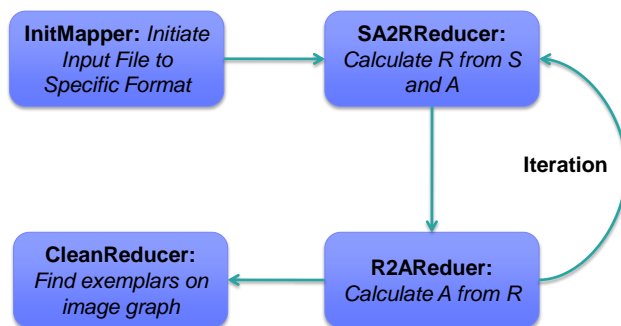 InitMapper: Initiate
Input File to
Specific Format
SA2RReducer:
Calculate R from S
and A
Iteration
CleanReducer:
Find exemplars on
image graph
R2AReduer:
Calculate A from R